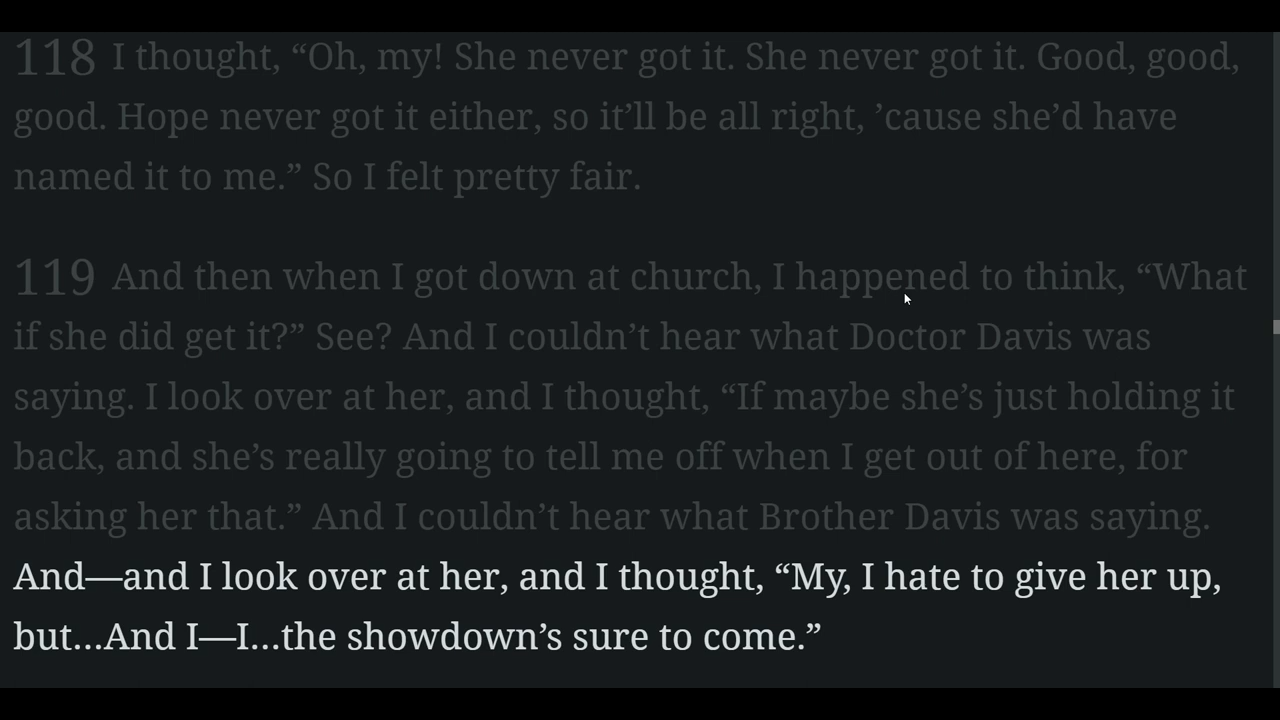 118 I thought, “Oh, my! She never got it. She never got it. Good, good,
good. Hope never got it either, so it’ll be all right, ’cause she’d have
named it to me.” So I felt pretty fair.
119 And then when I got down at church, I happened to think, “What
if she did get it?” See? And I couldn’t hear what Doctor Davis was
saying. I look over at her, and I thought, “If maybe she’s just holding it
back, and she’s really going to tell me off when I get out of here, for
asking her that.” And I couldn’t hear what Brother Davis was saying.
And—and I look over at her, and I thought, “My, I hate to give her up,
but…And I—I…the showdown’s sure to come.”